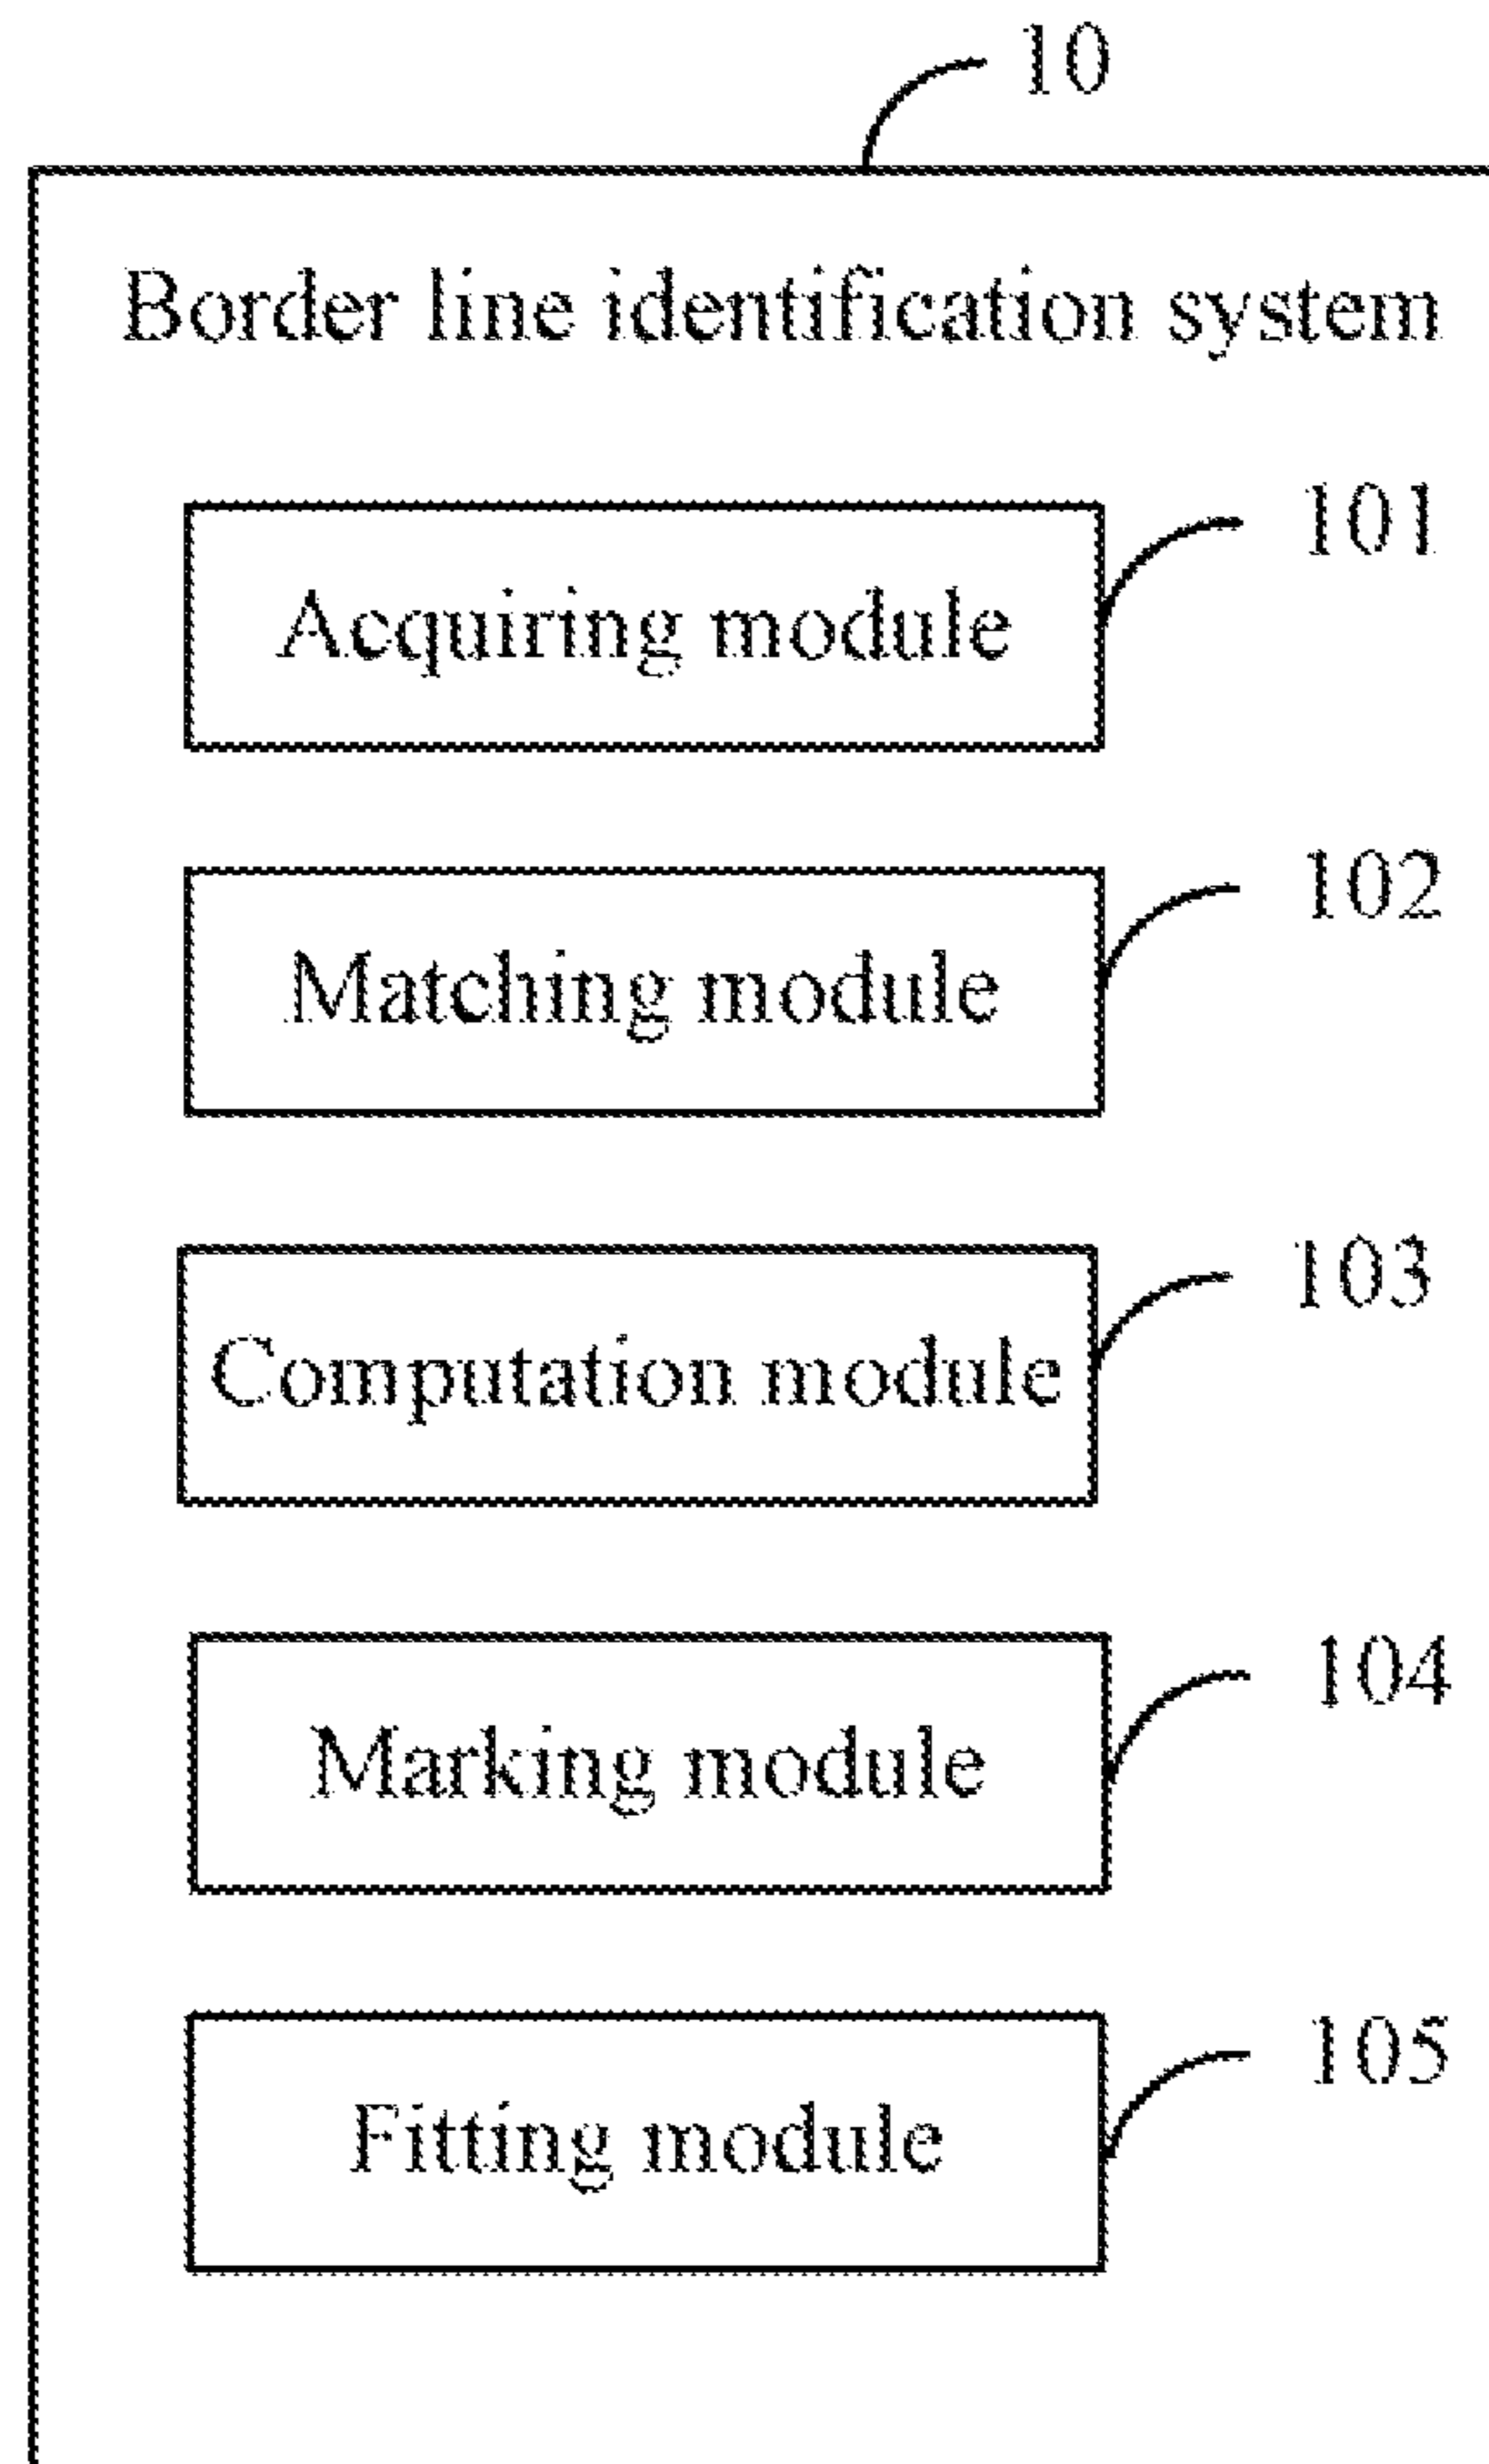 10
Border line identification system
101
Acquiring module
102
Matching module
103
Computation module
104
Marking module
105
Fitting module